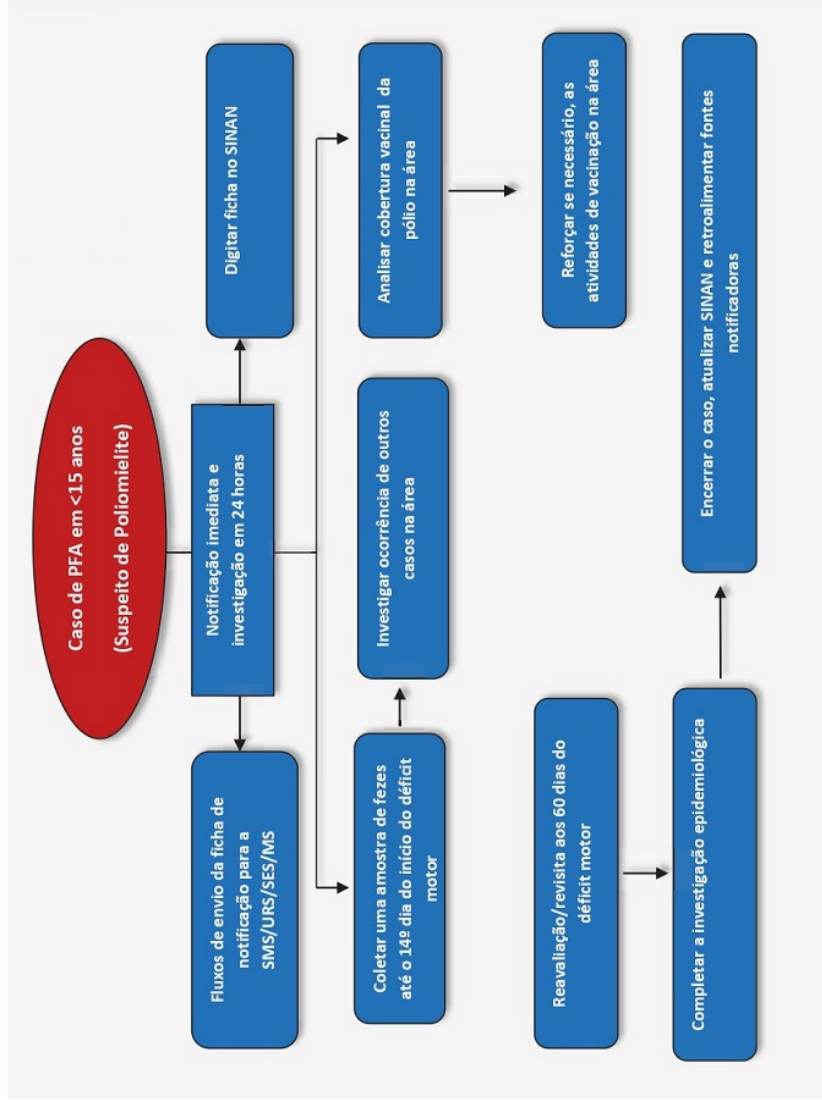 Caso de PFA em <15 anos
(Suspeito de Poliomielite)
Notificação imediata e
investigação em 24 horas
Fluxos de envio da ficha de
notificação para a
SMS/URS/SES/MS
Digitar ficha no SINAN
Coletar uma amostra de fezes
até o 14º dia do início do déficit
motor
Investigar ocorrência de outros
casos na área
Analisar cobertura vacinal da
pólio na área
Reforçar se necessário, as
atividades de vacinação na área
Reavaliação/revisita aos 60 dias do
déficit motor
Completar a investigação epidemiológica
Encerrar o caso, atualizar SINAN e retroalimentar fontes
notificadoras